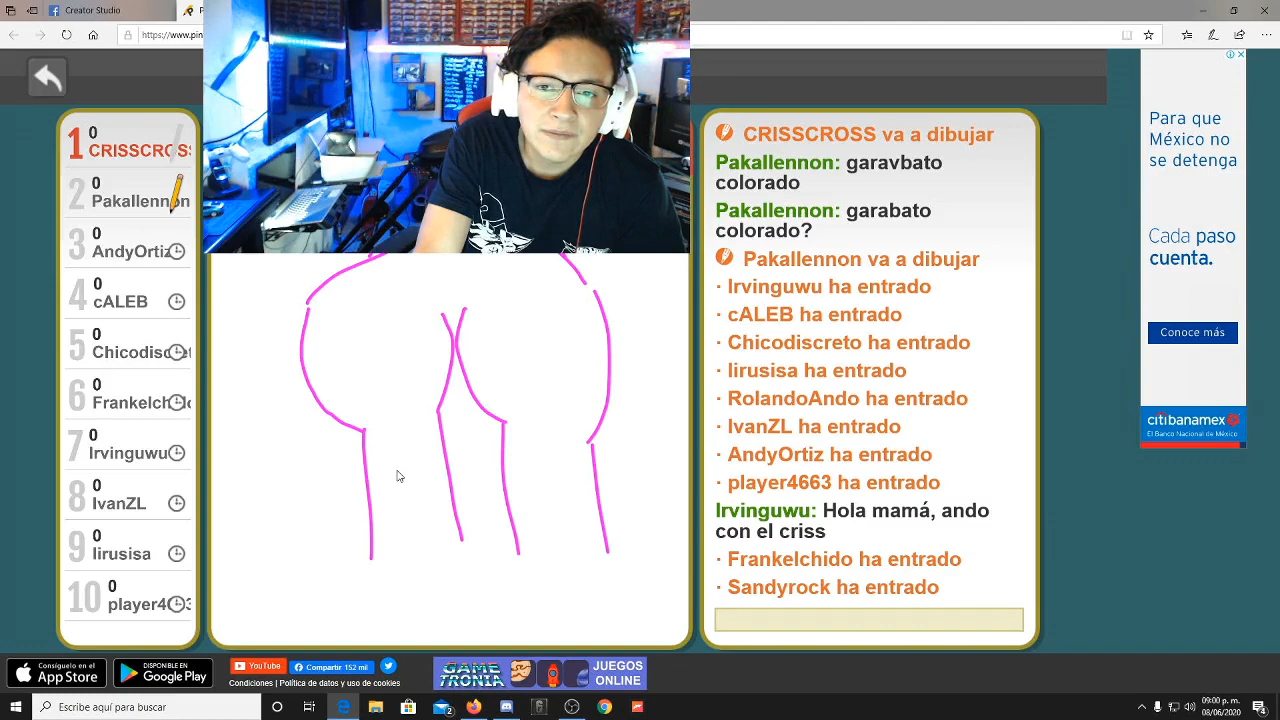 Creator Studio
P
https://www.pin
1 0
CRISSCROSS
2 0
Pakallennon
3 0
AndyOrtiz
4 0
cALEB
5 0
6 0
7 0
Irvinguwu
8 0
IvanZL
9 0
lirusisa
10 0
CRISSCROSS va a dibujar
Pakallennon: garavbato
colorado
Pakallennon: garabato
colorado?
Pakallennon va a dibujar
· Irvinguwu ha entrado
· cALEB ha entrado
· Chicodiscreto ha entrado
· lirusisa ha entrado
· RolandoAndo ha entrado
· IvanZL ha entrado
· AndyOrtiz ha entrado
· player4663 ha entrado
Irvinguwu: Hola mamá, ando
con el criss
· Frankelchido ha entrado
· Sandyrock ha entrado
Para que
México no
se detenga
Cada paso
cuenta.
Conoce más
citibanamex
El Banco Nacional de México
Consíguelo en el
App Store
DISPONIBLE EN
Google Play
YouTube
Compartir 152 mil
Condiciones | Política de datos y uso de cookies
GAME
TRONIA
JUEGOS
ONLINE
Escribe aquí para buscar
2
09:00 p. m.
08/06/2020